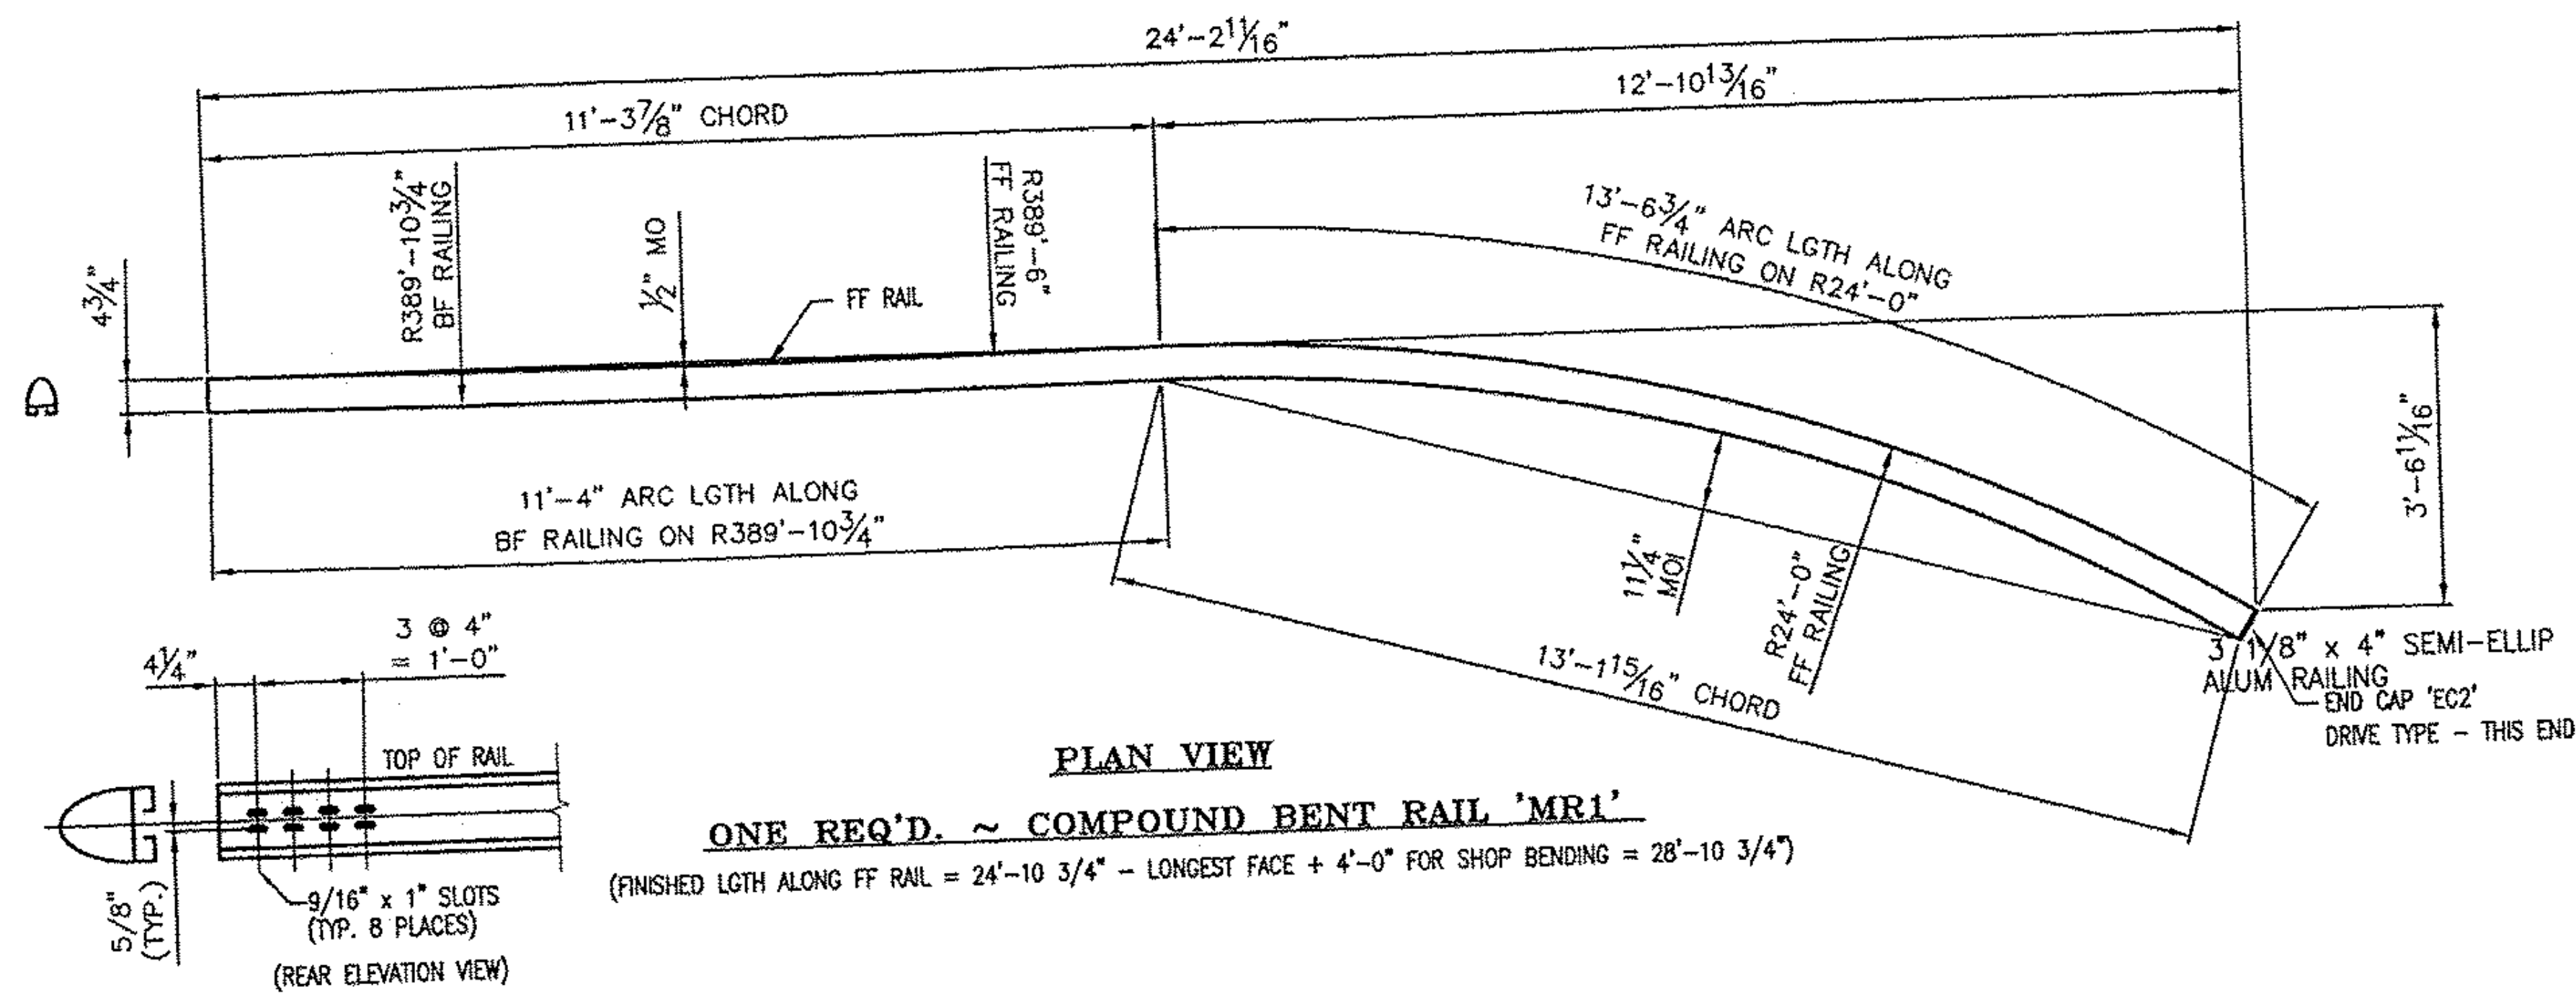 24'-2 11/16"
12'-10 13/16"
11'-3 7/8" CHORD
R389'-10 3/4"
BF RAILING
1/2" MO
R389'-6"
FF RAILING
FF RAIL
4 3/4"
13'-6 3/4" ARC LGTH ALONG
FF RAILING ON R24'-0"
3'-6 11/16"
11'-4" ARC LGTH ALONG
BF RAILING ON R389'-10 3/4"
11 1/4"
MOI
R24'-0"
FF RAILING
13'-1 15/16" CHORD
3 1/8" x 4" SEMI-ELLIP
ALUM RAILING
END CAP 'EC2'
DRIVE TYPE - THIS END
3 @ 4"
= 1'-0"
4 1/4"
TOP OF RAIL
5/8"
(TYP.)
9/16" x 1" SLOTS
(TYP. 8 PLACES)
(REAR ELEVATION VIEW)
PLAN VIEW
ONE REQ'D. ~ COMPOUND BENT RAIL 'MR1'
(FINISHED LGTH ALONG FF RAIL = 24'-10 3/4" - LONGEST FACE + 4'-0" FOR SHOP BENDING = 28'-10 3/4")